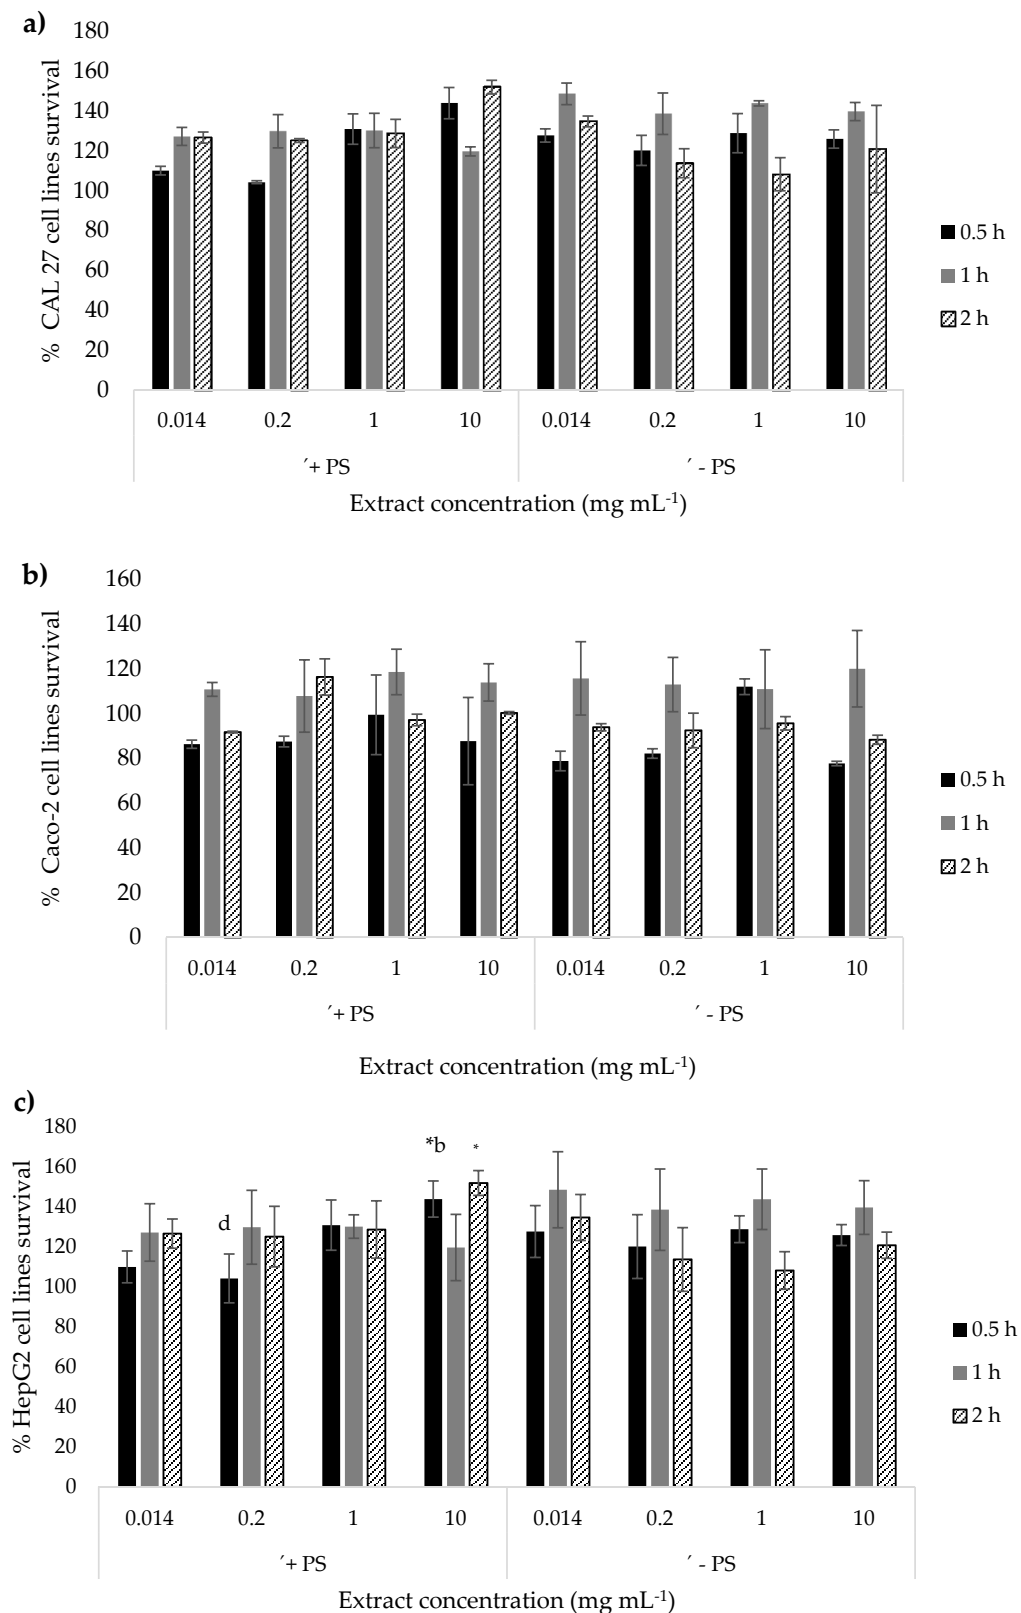 a)
180
160
140
120
100
80
60
40
20
0
% CAL 27 cell lines survival
0.014 0.2 1 10 0.014 0.2 1 10
´+ PS ´ - PS
Extract concentration (mg mL-1)
0.5 h
1 h
2 h
b)
160
140
120
100
80
60
40
20
0
% Caco-2 cell lines survival
0.014 0.2 1 10 0.014 0.2 1 10
´+ PS ´ - PS
Extract concentration (mg mL-1)
0.5 h
1 h
2 h
c)
180
160
140
120
100
80
60
40
20
0
% HepG2 cell lines survival
*b *
d
0.014 0.2 1 10 0.014 0.2 1 10
´+ PS ´ - PS
Extract concentration (mg mL-1)
0.5 h
1 h
2 h